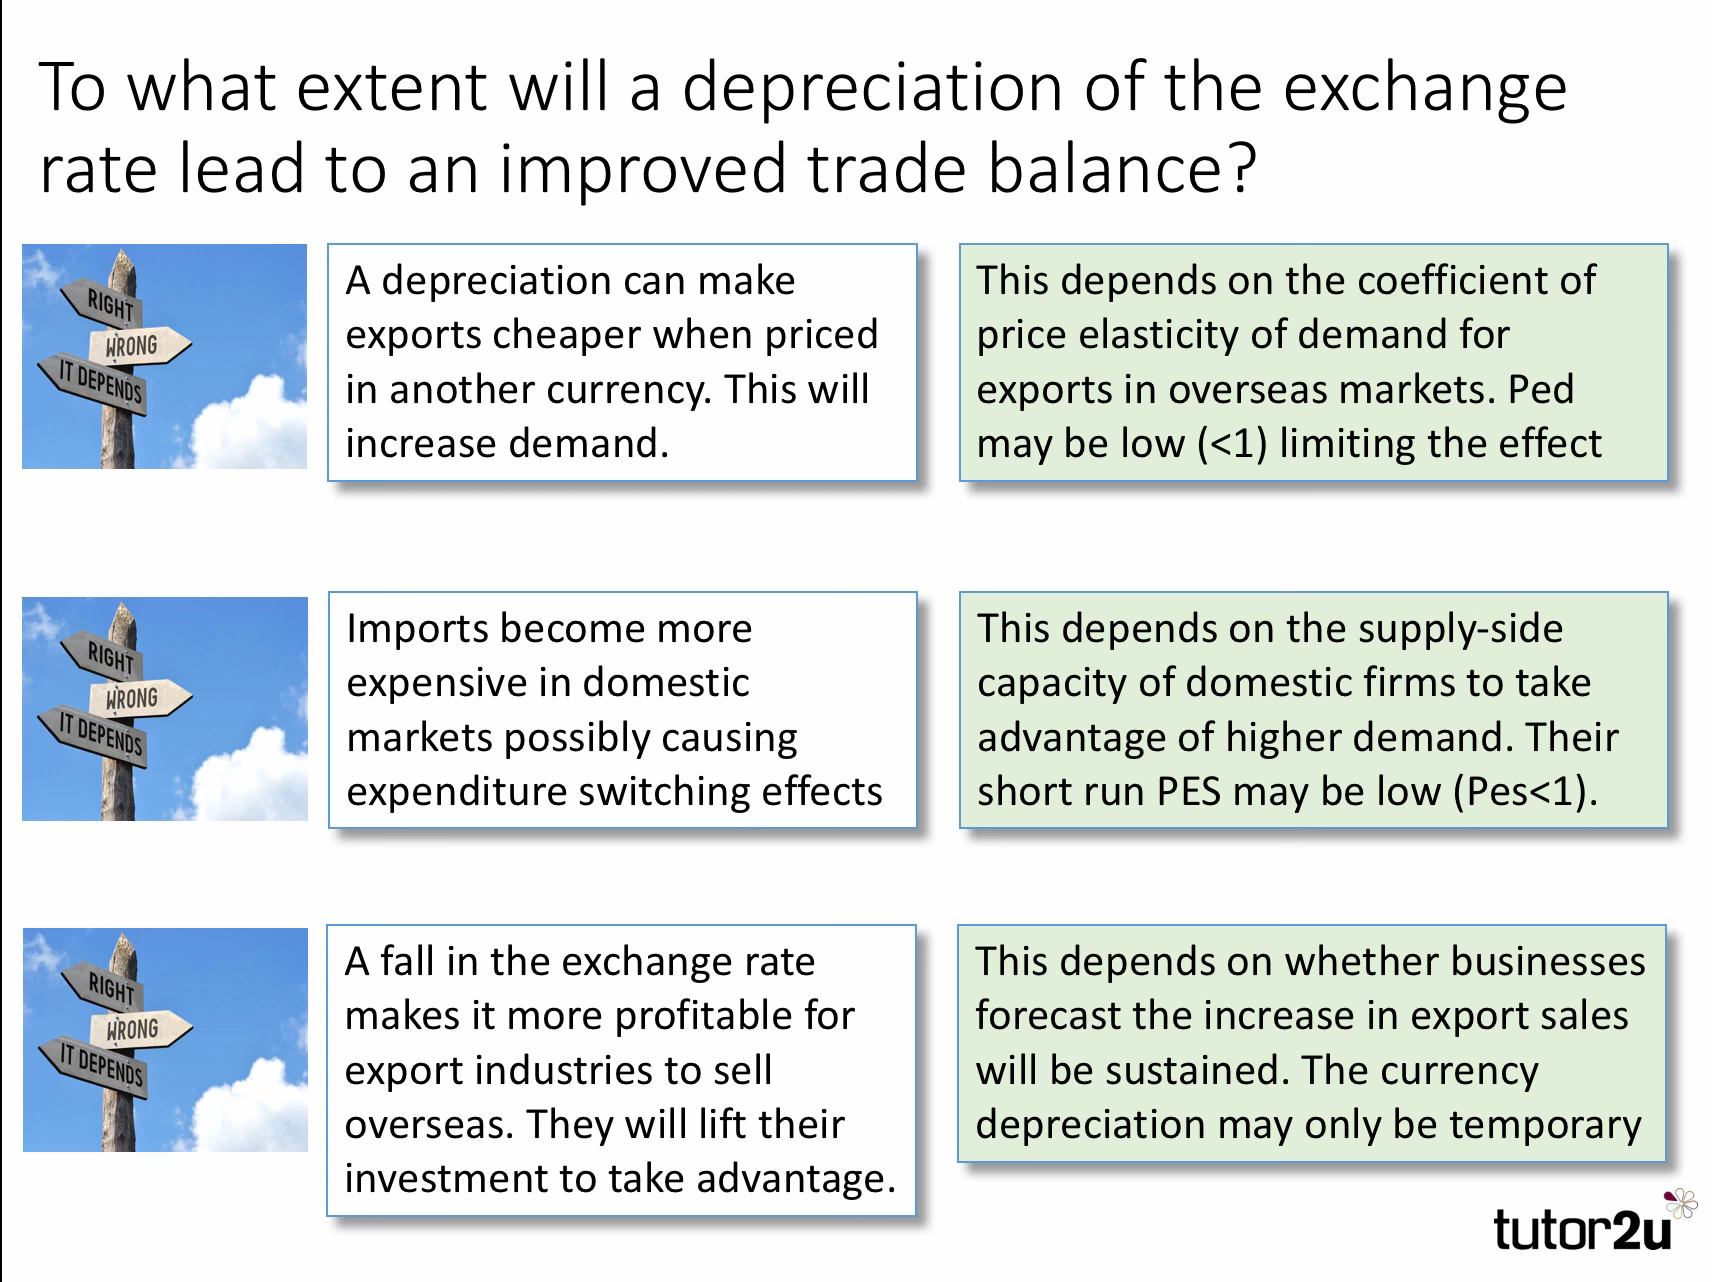 To what extent will a depreciation of the exchange
rate lead to an improved trade balance?
RIGHT
WRONG
IT DEPENDS
A depreciation can make
exports cheaper when priced
in another currency. This will
increase demand.
This depends on the coefficient of
price elasticity of demand for
exports in overseas markets. Ped
may be low (<1) limiting the effect
RIGHT
WRONG
IT DEPENDS
Imports become more
expensive in domestic
markets possibly causing
expenditure switching effects
This depends on the supply-side
capacity of domestic firms to take
advantage of higher demand. Their
short run PES may be low (Pes<1).
RIGHT
WRONG
IT DEPENDS
A fall in the exchange rate
makes it more profitable for
export industries to sell
overseas. They will lift their
investment to take advantage.
This depends on whether businesses
forecast the increase in export sales
will be sustained. The currency
depreciation may only be temporary
tutor2u